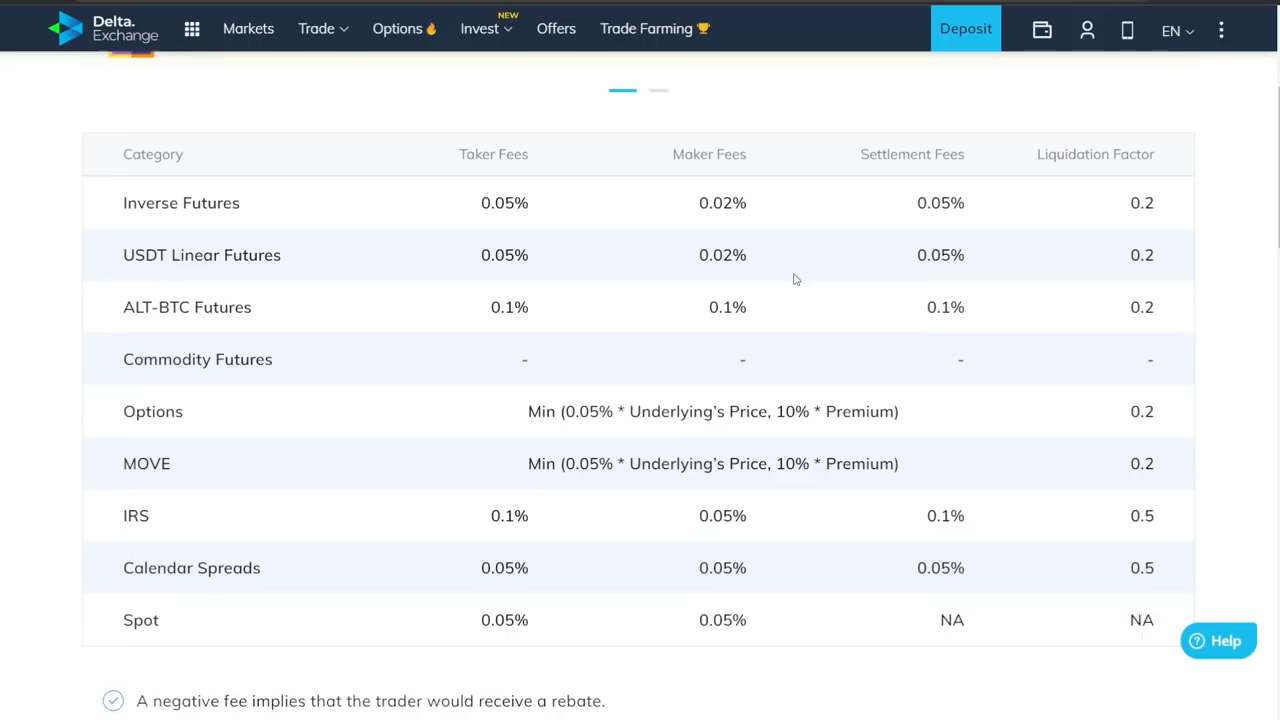 Delta.
Exchange
Markets
Trade
Options
NEW
Invest
Offers
Trade Farming
Deposit
EN
Category Taker Fees Maker Fees Settlement Fees Liquidation Factor
Inverse Futures 0.05% 0.02% 0.05% 0.2
USDT Linear Futures 0.05% 0.02% 0.05% 0.2
ALT-BTC Futures 0.1% 0.1% 0.1% 0.2
Commodity Futures - - - -
Options Min (0.05% * Underlying’s Price, 10% * Premium) 0.2
MOVE Min (0.05% * Underlying’s Price, 10% * Premium) 0.2
IRS 0.1% 0.05% 0.1% 0.5
Calendar Spreads 0.05% 0.05% 0.05% 0.5
Spot 0.05% 0.05% NA NA
? Help
A negative fee implies that the trader would receive a rebate.